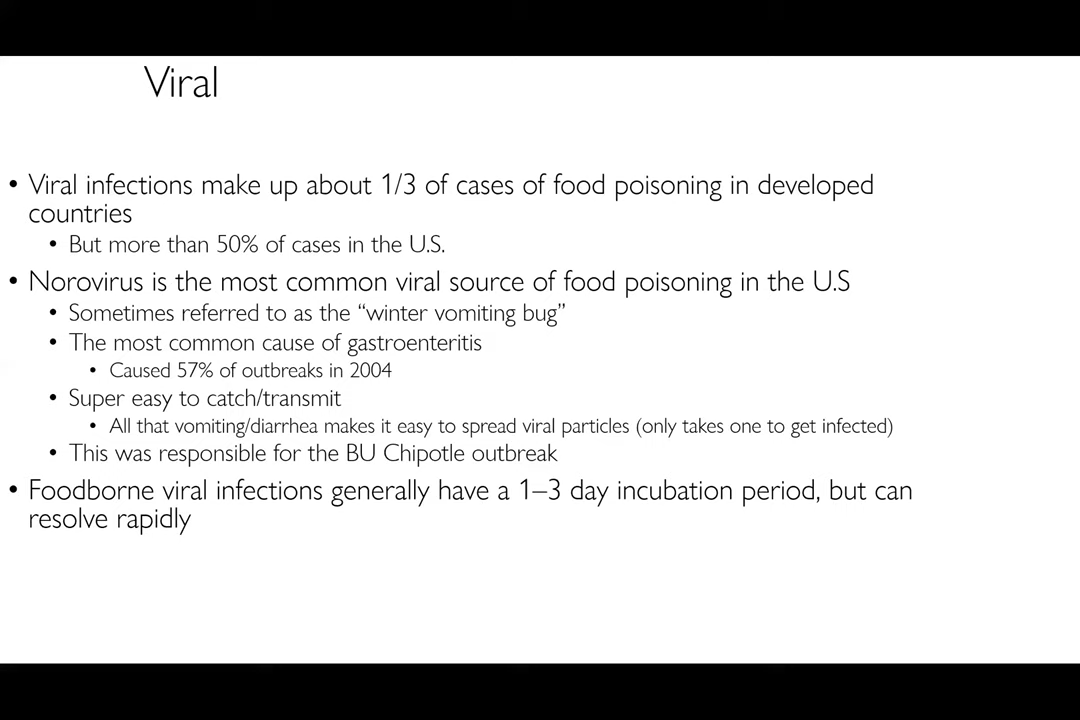 Viral
• Viral infections make up about 1/3 of cases of food poisoning in developed
countries
• But more than 50% of cases in the U.S.
• Norovirus is the most common viral source of food poisoning in the U.S
• Sometimes referred to as the “winter vomiting bug”
• The most common cause of gastroenteritis
• Caused 57% of outbreaks in 2004
• Super easy to catch/transmit
• All that vomiting/diarrhea makes it easy to spread viral particles (only takes one to get infected)
• This was responsible for the BU Chipotle outbreak
• Foodborne viral infections generally have a 1–3 day incubation period, but can
resolve rapidly